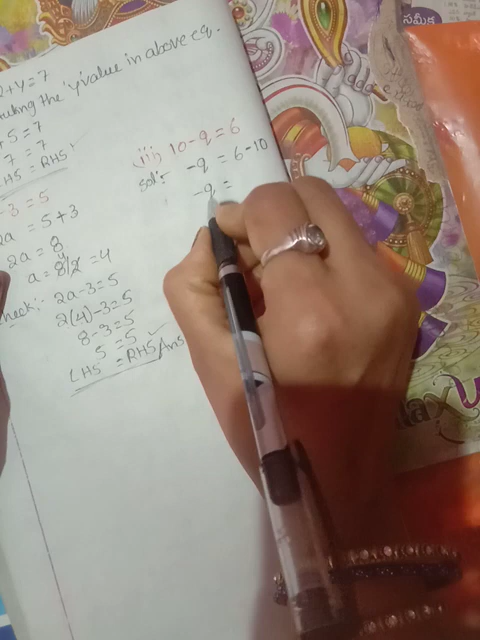 2+y=7
the 'y' value in above eq.
5=7
7=7
LHS = RHS
-3=5
2a = 5+3
2a = 8
a = 8/2 = 4
check:- 2a-3=5
2(4)-3=5
8-3=5
5=5
LHS = RHS Ans
iii) 10-q=6
sol:- -q = 6-10
-q =
సమీక్ష